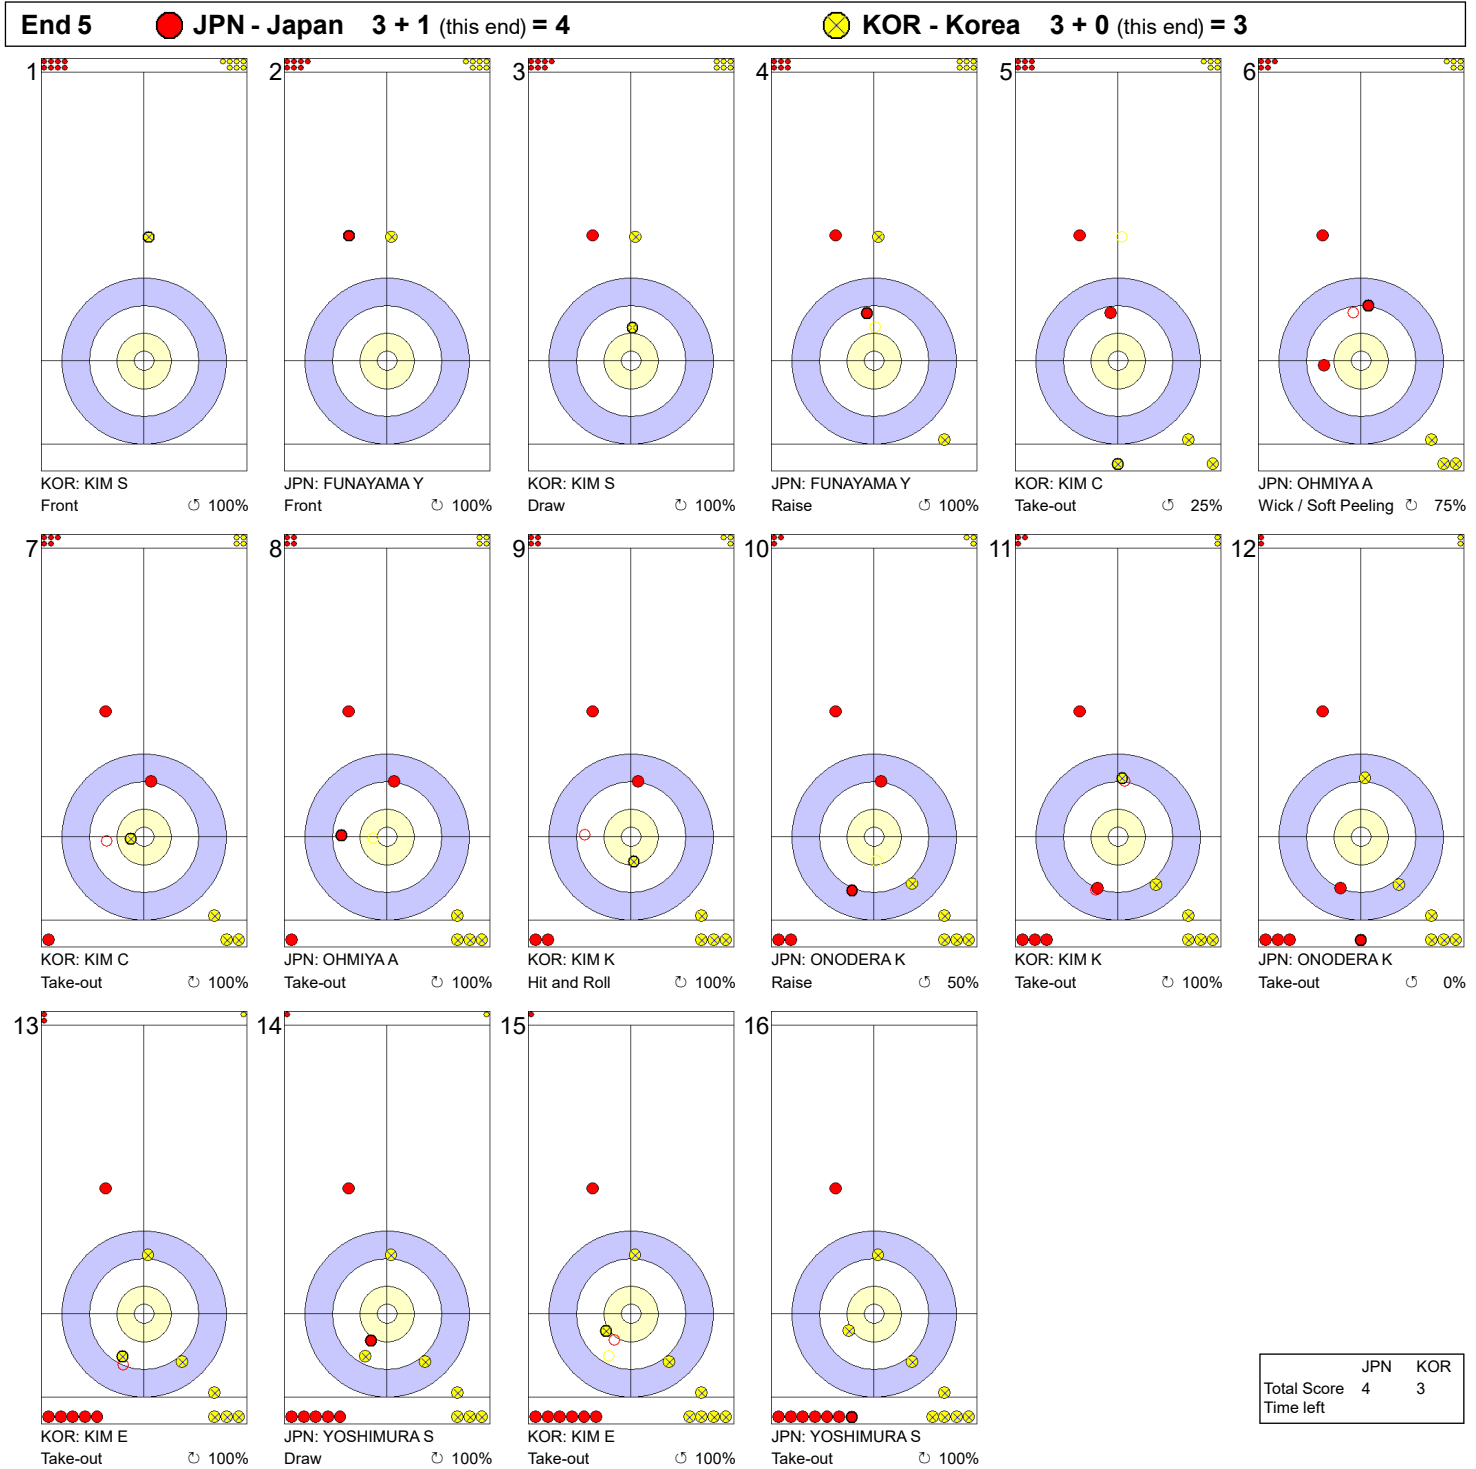 End 5 JPN - Japan 3 + 1 (this end) = 4 KOR - Korea 3 + 0 (this end) = 3
1 2 3 4 5 6
KOR: KIM S JPN: FUNAYAMA Y KOR: KIM S JPN: FUNAYAMA Y KOR: KIM C JPN: OHMIYA A
Front ↺ 100% Front ↻ 100% Draw ↻ 100% Raise ↺ 100% Take-out ↺ 25% Wick / Soft Peeling ↻ 75%
7 8 9 10 11 12
KOR: KIM C JPN: OHMIYA A KOR: KIM K JPN: ONODERA K KOR: KIM K JPN: ONODERA K
Take-out ↻ 100% Take-out ↻ 100% Hit and Roll ↻ 100% Raise ↺ 50% Take-out ↺ 100% Take-out ↺ 0%
13 14 15 16
KOR: KIM E JPN: YOSHIMURA S KOR: KIM E JPN: YOSHIMURA S
Take-out ↻ 100% Draw ↻ 100% Take-out ↺ 100% Take-out ↻ 100%
JPN KOR
Total Score 4 3
Time left